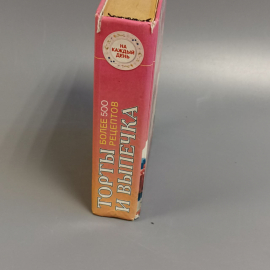 НА
КАЖДЫЙ
ДЕНЬ
БОЛЕЕ 500
РЕЦЕПТОВ
ТОРТЫ
И ВЫПЕЧКА